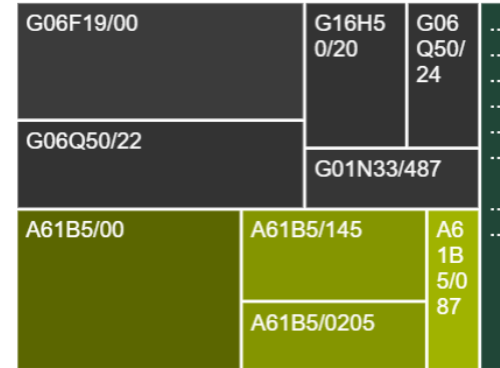 G06F19/00
G16H5
0/20
G06
Q50/
24
G06Q50/22
G01N33/487
A61B5/00
A61B5/145
A6
1B
5/0
87
A61B5/0205
..
..
..
..
..
..
..
..